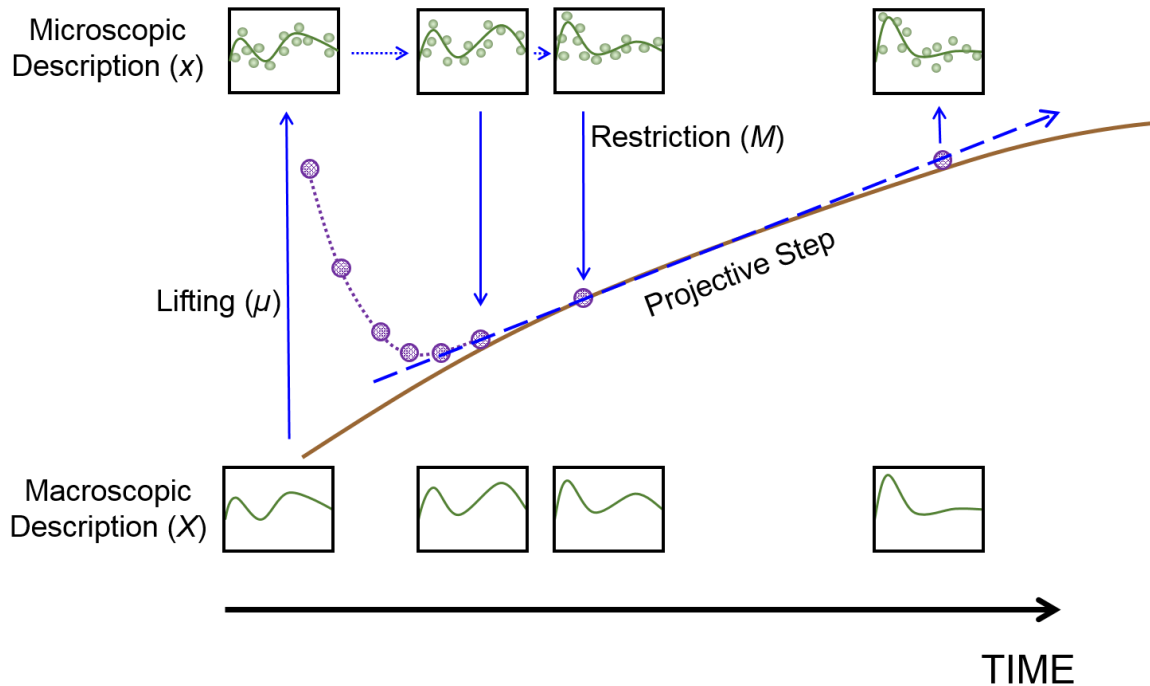 Microscopic
Description (x)
Restriction (M)
Projective Step
Lifting (μ)
Macroscopic
Description (X)
TIME